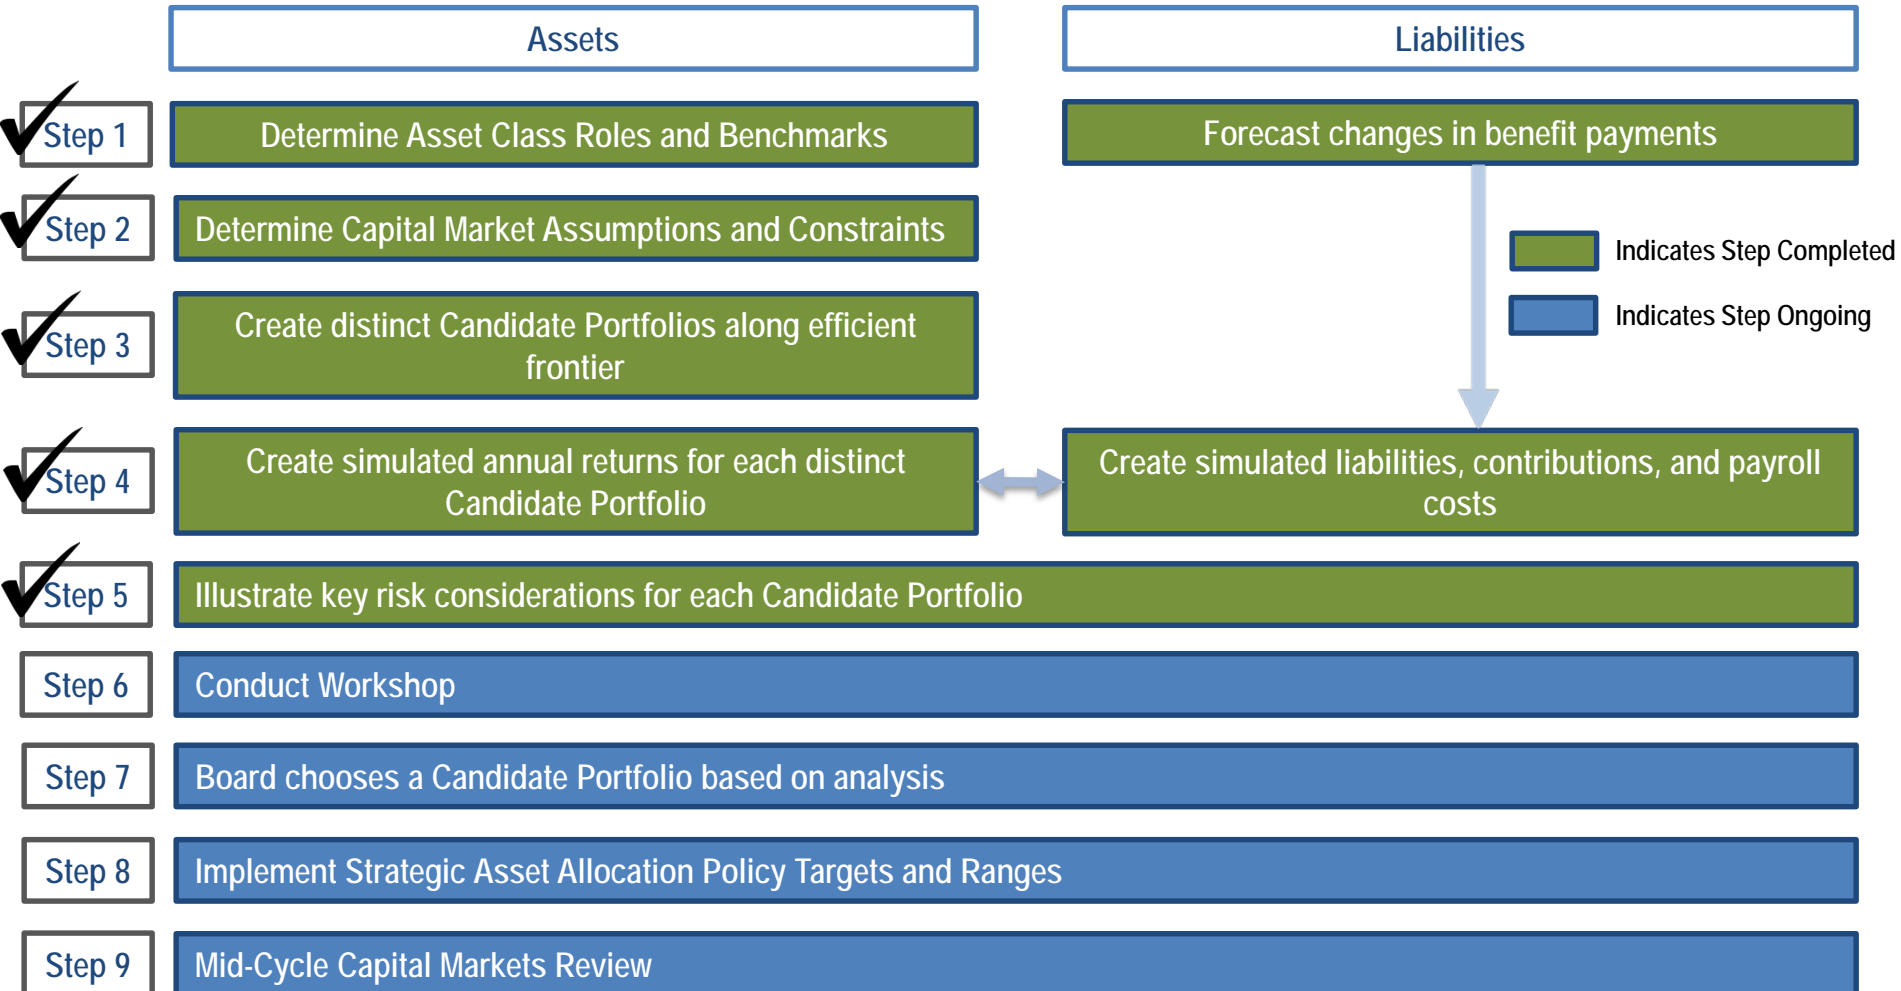 Assets
Liabilities
Step 1
Determine Asset Class Roles and Benchmarks
Forecast changes in benefit payments
Step 2
Determine Capital Market Assumptions and Constraints
Indicates Step Completed
Indicates Step Ongoing
Step 3
Create distinct Candidate Portfolios along efficient
frontier
Step 4
Create simulated annual returns for each distinct
Candidate Portfolio
Create simulated liabilities, contributions, and payroll
costs
Step 5
Illustrate key risk considerations for each Candidate Portfolio
Step 6
Conduct Workshop
Step 7
Board chooses a Candidate Portfolio based on analysis
Step 8
Implement Strategic Asset Allocation Policy Targets and Ranges
Step 9
Mid-Cycle Capital Markets Review